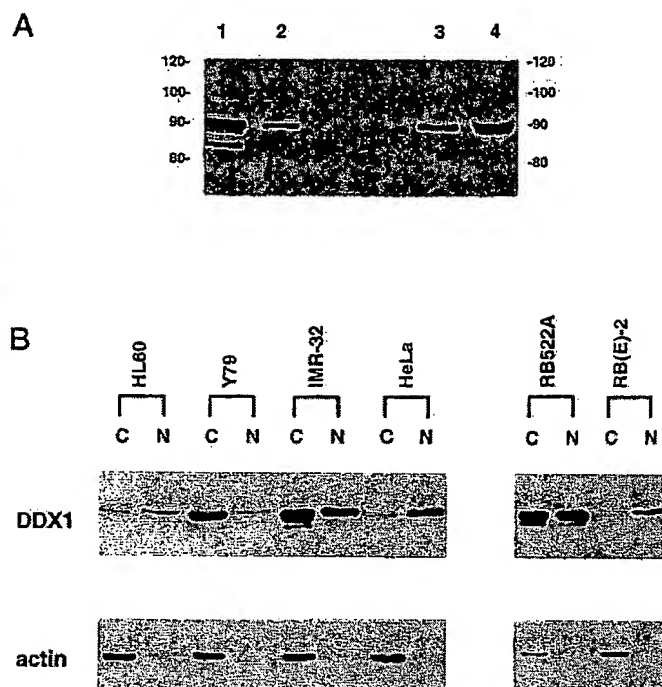 A
1 2 3 4
120- -120
100- -100
90- -90
80- -80
B
HL60 Y79 IMR-32 HeLa RB522A RB(E)-2
C N C N C N C N C N C N
DDX1
actin